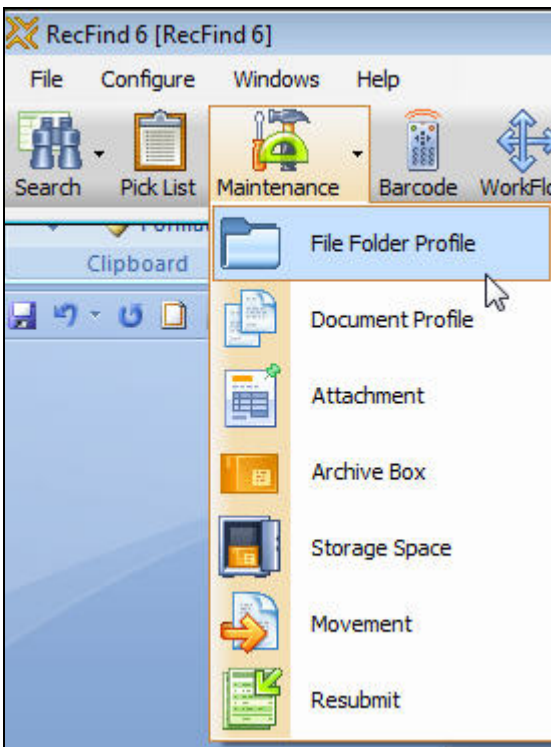 RecFind 6 [RecFind 6]
File Configure Windows Help
Search Pick List Maintenance Barcode
File Folder Profile
Clipboard
Document Profile
Attachment
Archive Box
Storage Space
Movement
Resubmit